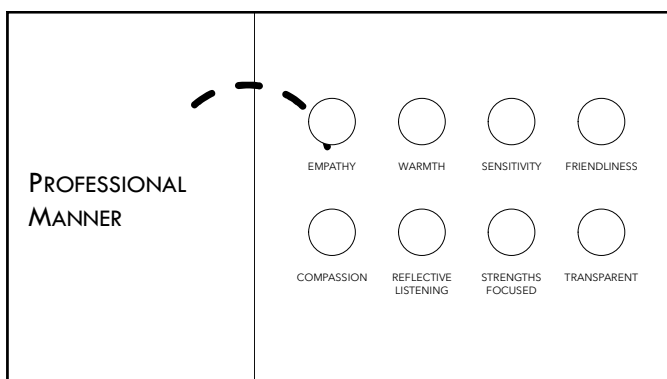 PROFESSIONAL
MANNER
EMPATHY
WARMTH
SENSITIVITY
FRIENDLINESS
COMPASSION
REFLECTIVE
LISTENING
STRENGTHS
FOCUSED
TRANSPARENT